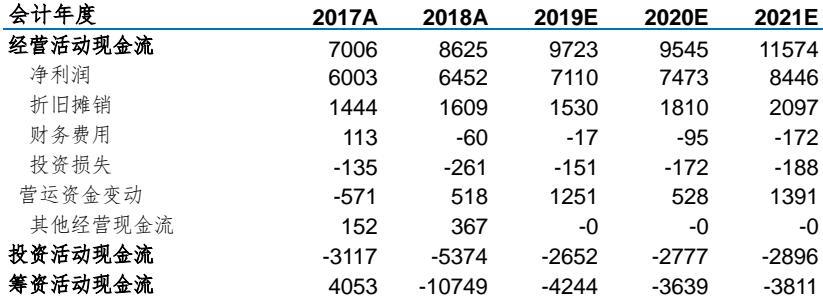 会计年度 2017A 2018A 2019E 2020E 2021E
经营活动现金流 7006 8625 9723 9545 11574
净利润 6003 6452 7110 7473 8446
折旧摊销 1444 1609 1530 1810 2097
财务费用 113 -60 -17 -95 -172
投资损失 -135 -261 -151 -172 -188
营运资金变动 -571 518 1251 528 1391
其他经营现金流 152 367 -0 -0 -0
投资活动现金流 -3117 -5374 -2652 -2777 -2896
筹资活动现金流 4053 -10749 -4244 -3639 -3811